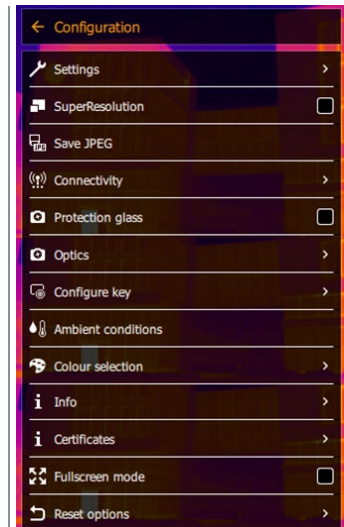 Configuration
Settings
SuperResolution
Save JPEG
Connectivity
Protection glass
Optics
Configure key
Ambient conditions
Colour selection
Info
Certificates
Fullscreen mode
Reset options